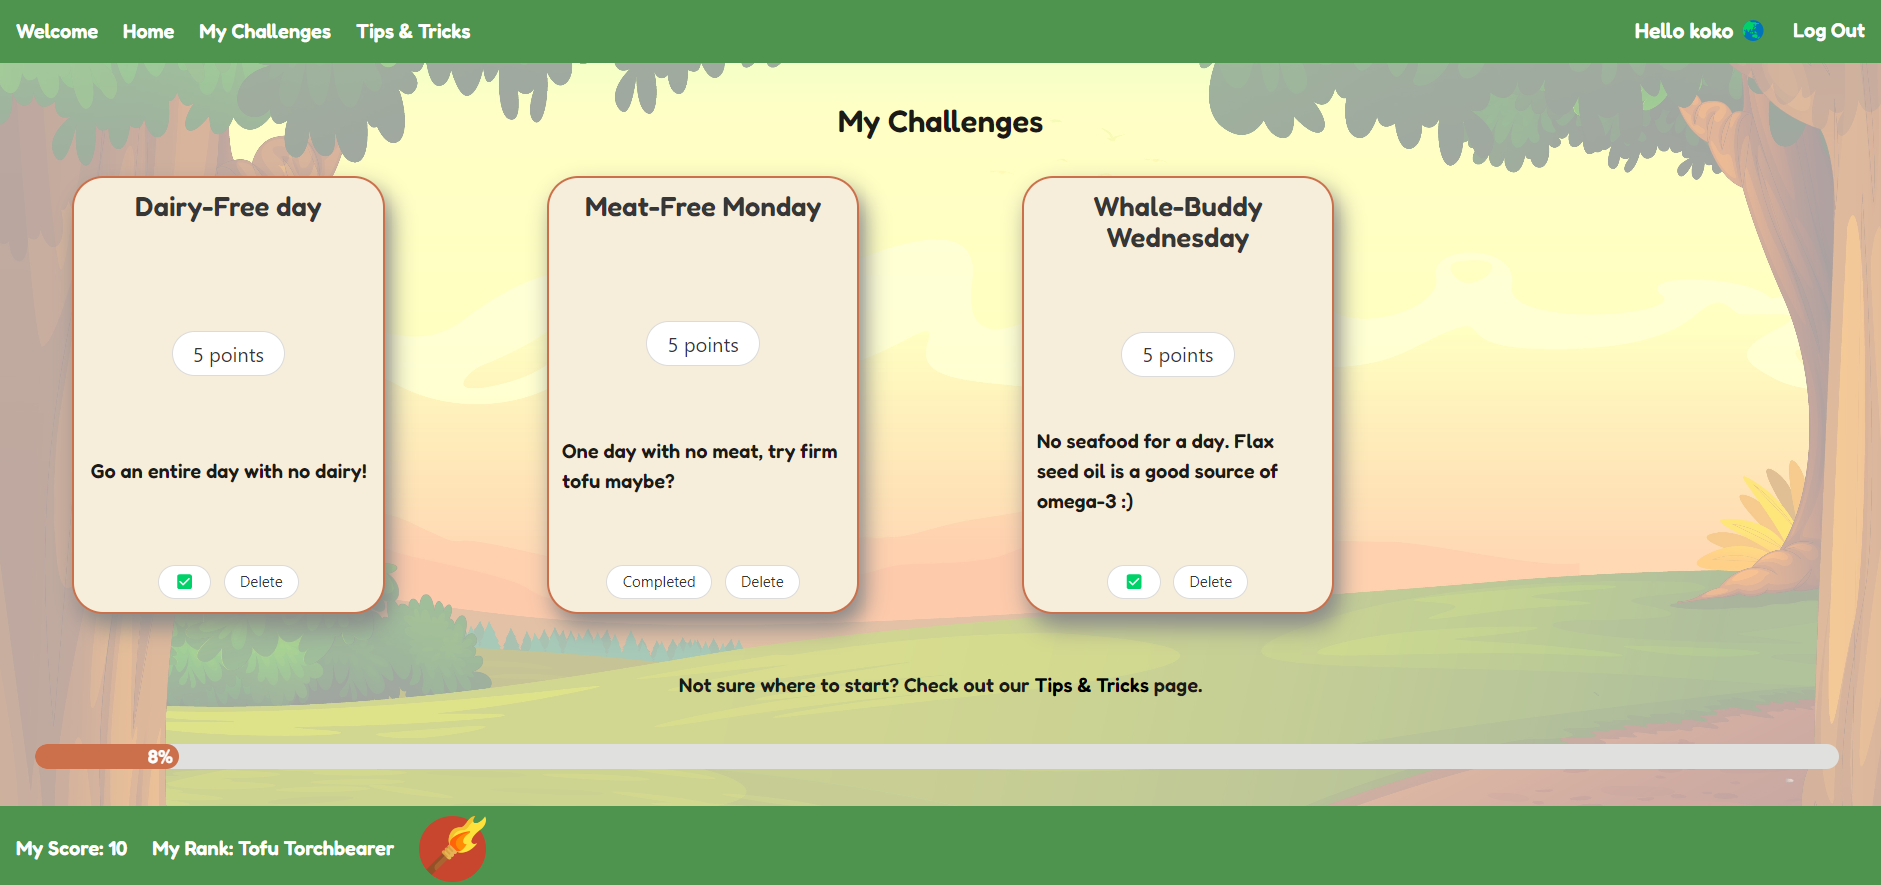 Welcome Home My Challenges Tips & Tricks Hello koko Log Out
My Challenges
Dairy-Free day
5 points
Go an entire day with no dairy!
Delete
Meat-Free Monday
5 points
One day with no meat, try firm
tofu maybe?
Completed Delete
Whale-Buddy
Wednesday
5 points
No seafood for a day. Flax
seed oil is a good source of
omega-3 :)
Delete
Not sure where to start? Check out our Tips & Tricks page.
8%
My Score: 10 My Rank: Tofu Torchbearer